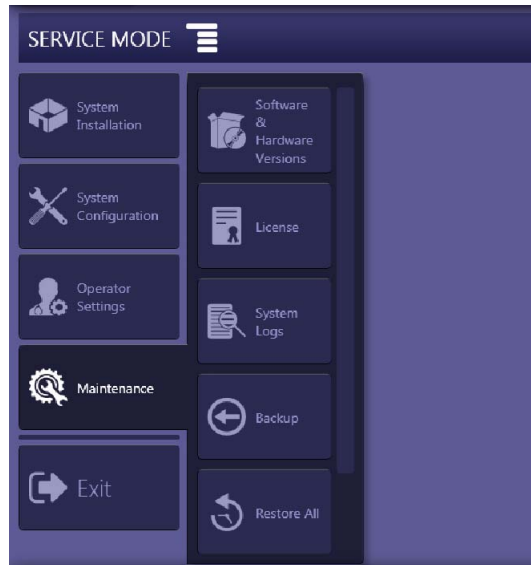 SERVICE MODE
System
Installation
System
Configuration
Operator
Settings
Maintenance
Exit
Software
&
Hardware
Versions
License
System
Logs
Backup
Restore All